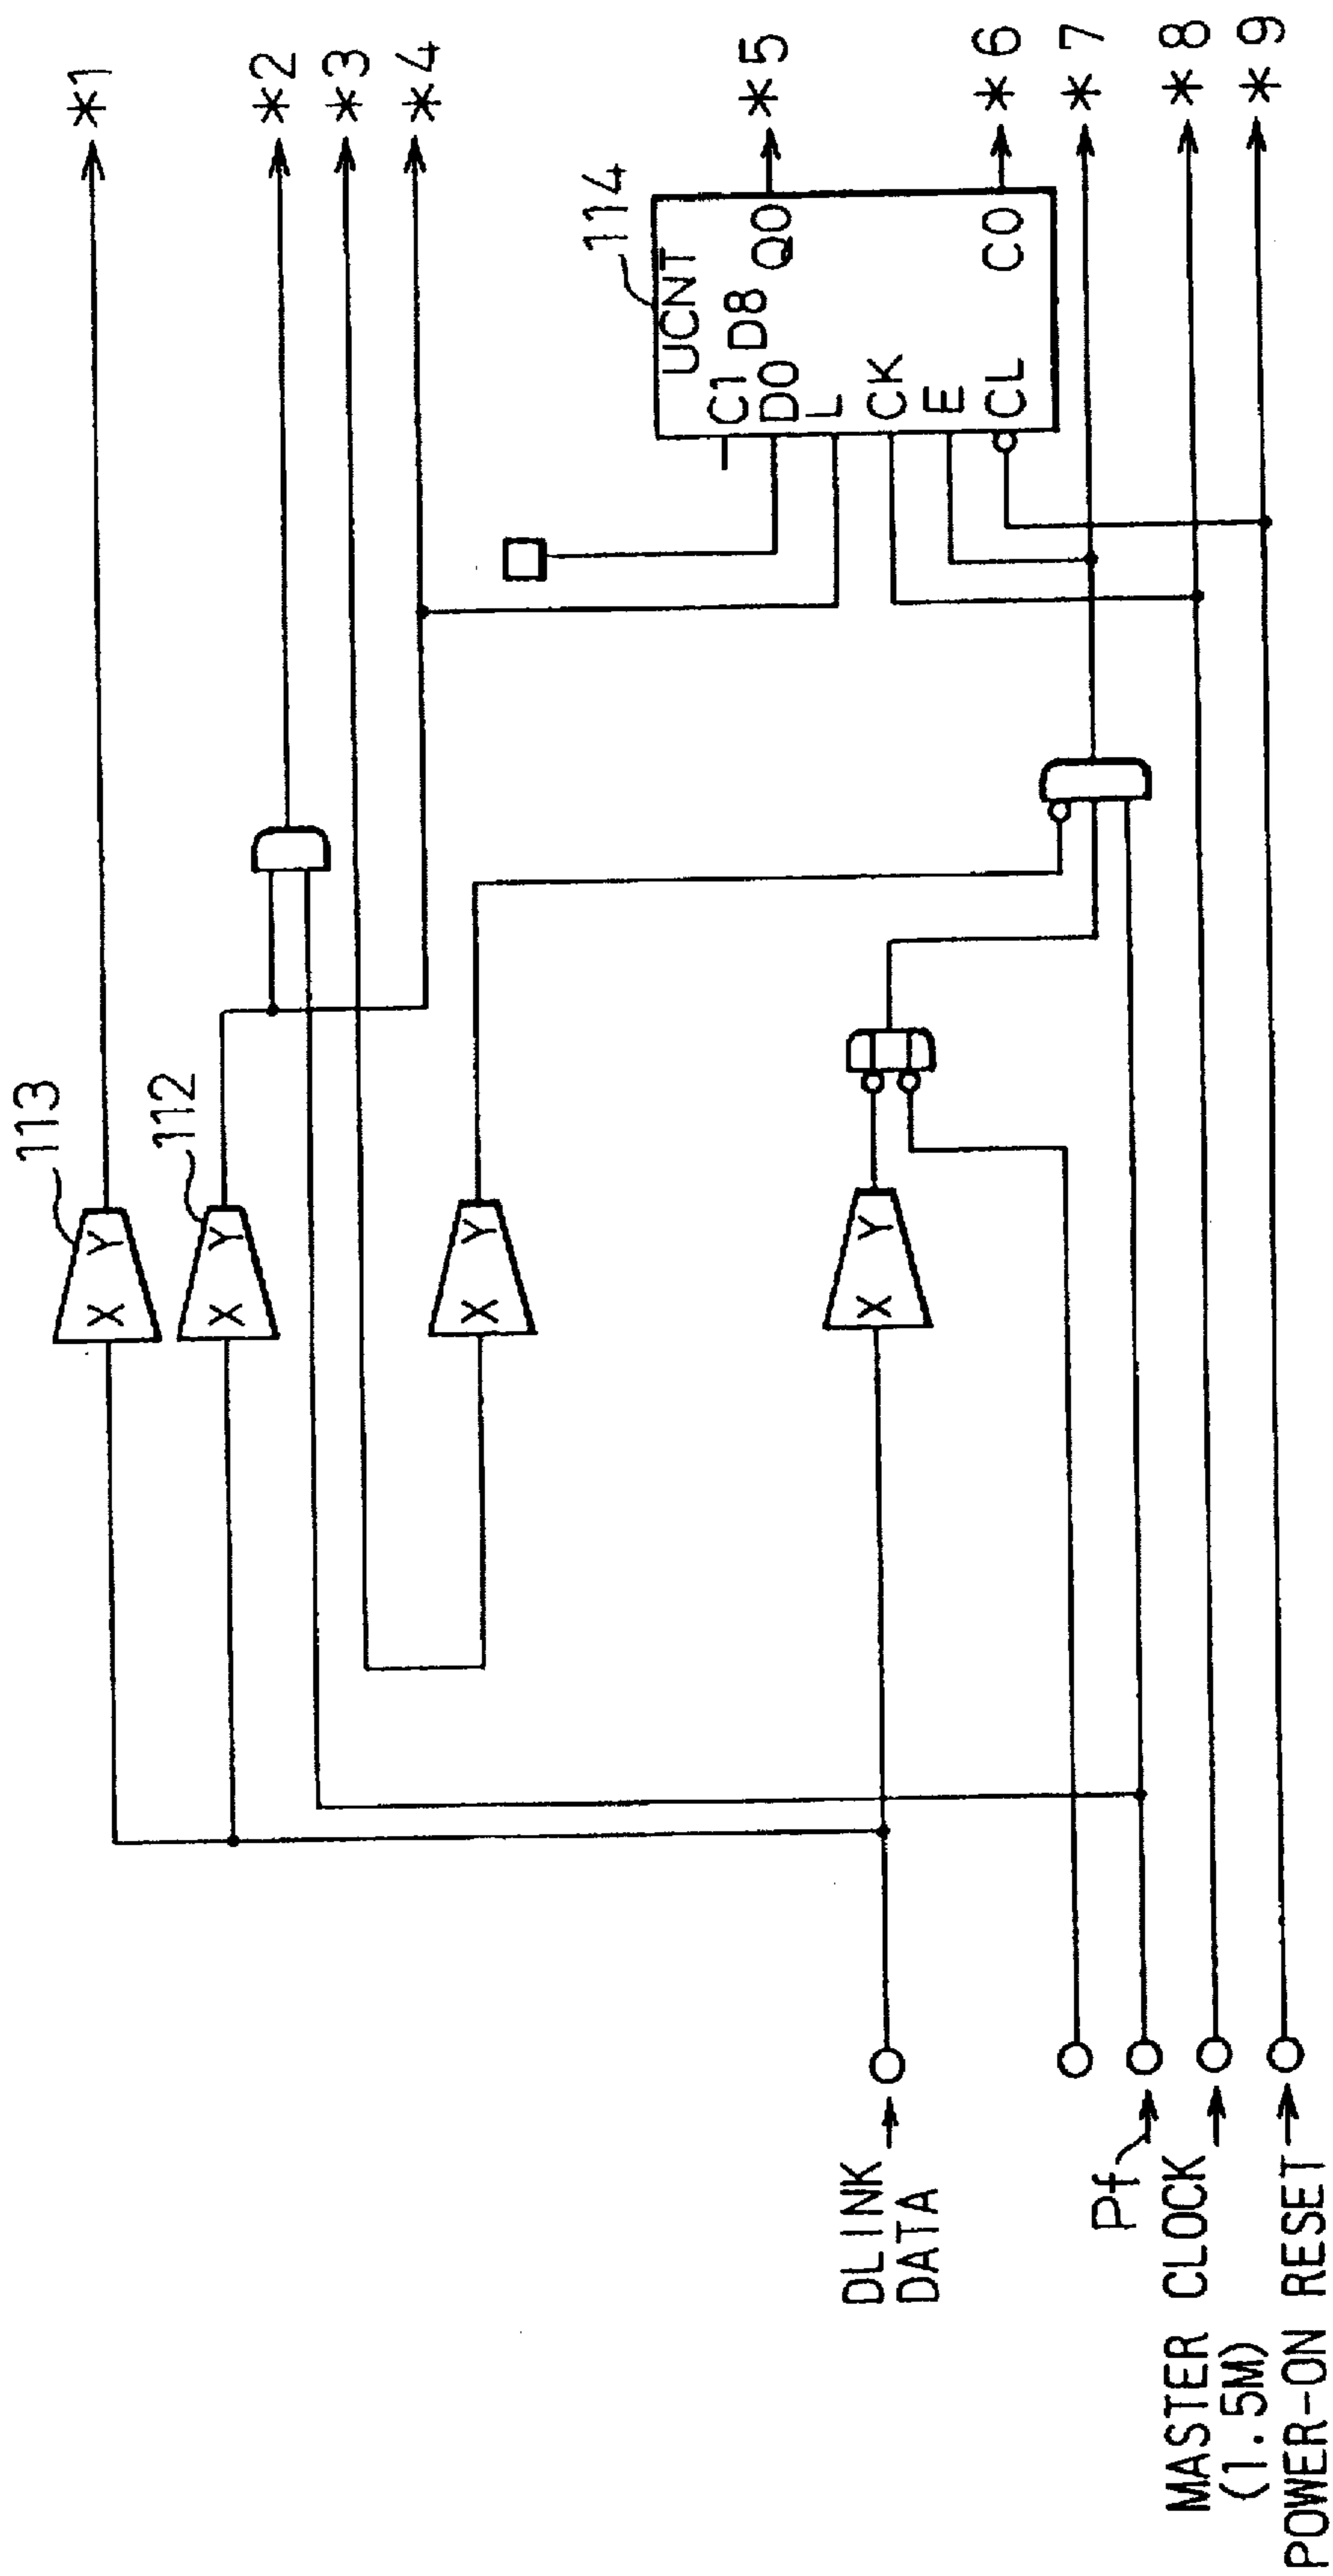 *1
*2
*3
*4
*5
*6
*7
*8
*9
113
X Y
112
X Y
X Y
X Y
114
UCNT
C1
D8
D0
Q0
L
CK
E
CL
CO
DLINK
DATA
Pf
MASTER CLOCK
(1.5M)
POWER-ON RESET